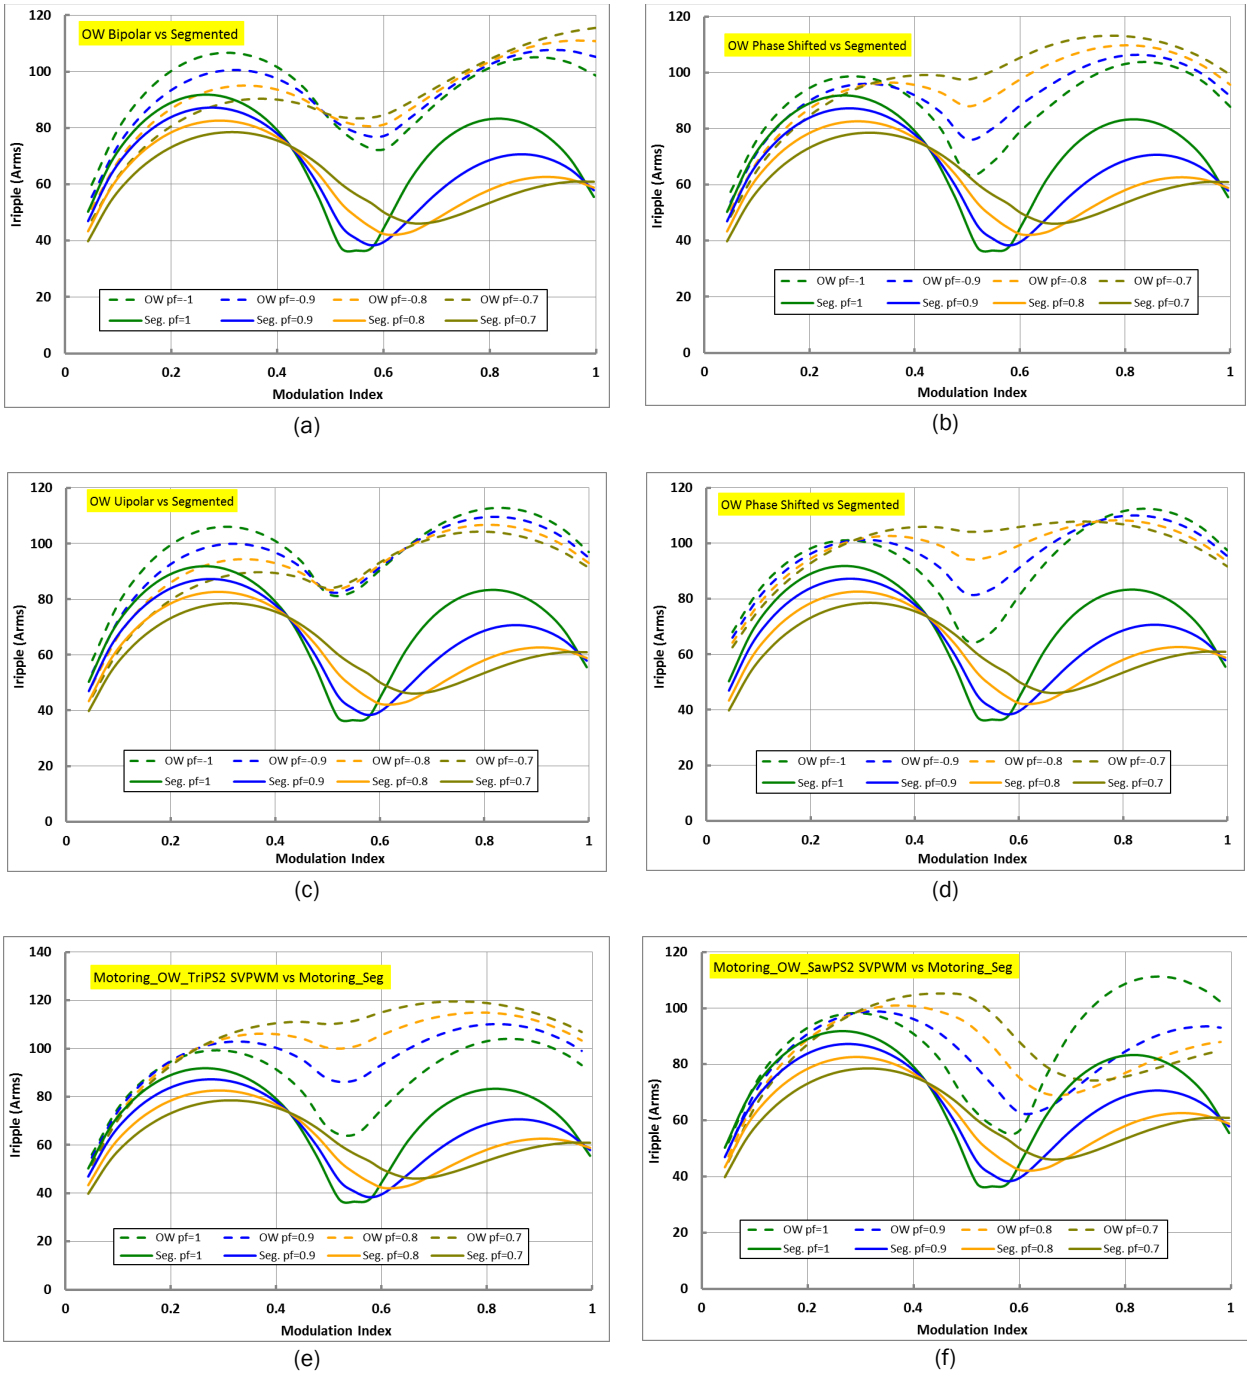 OW Bipolar vs Segmented
Iripple (Arms)
120
100
80
60
40
20
0
OW pf=-1 OW pf=-0.9 OW pf=-0.8 OW pf=-0.7
Seg. pf=1 Seg. pf=0.9 Seg. pf=0.8 Seg. pf=0.7
0 0.2 0.4 0.6 0.8 1
Modulation Index
(a)
OW Phase Shifted vs Segmented
Iripple (Arms)
120
100
80
60
40
20
0
OW pf=-1 OW pf=-0.9 OW pf=-0.8 OW pf=-0.7
Seg. pf=1 Seg. pf=0.9 Seg. pf=0.8 Seg. pf=0.7
0 0.2 0.4 0.6 0.8 1
Modulation Index
(b)
OW Uipolar vs Segmented
Iripple (Arms)
120
100
80
60
40
20
0
OW pf=-1 OW pf=-0.9 OW pf=-0.8 OW pf=-0.7
Seg. pf=1 Seg. pf=0.9 Seg. pf=0.8 Seg. pf=0.7
0 0.2 0.4 0.6 0.8 1
Modulation Index
(c)
OW Phase Shifted vs Segmented
Iripple (Arms)
120
100
80
60
40
20
0
OW pf=-1 OW pf=-0.9 OW pf=-0.8 OW pf=-0.7
Seg. pf=1 Seg. pf=0.9 Seg. pf=0.8 Seg. pf=0.7
0 0.2 0.4 0.6 0.8 1
Modulation Index
(d)
Motoring_OW_TriPS2 SVPWM vs Motoring_Seg
Iripple (Arms)
140
120
100
80
60
40
20
0
OW pf=1 OW pf=0.9 OW pf=0.8 OW pf=0.7
Seg. pf=1 Seg. pf=0.9 Seg. pf=0.8 Seg. pf=0.7
0 0.2 0.4 0.6 0.8 1
Modulation Index
(e)
Motoring_OW_SawPS2 SVPWM vs Motoring_Seg
Iripple (Arms)
120
100
80
60
40
20
0
OW pf=1 OW pf=0.9 OW pf=0.8 OW pf=0.7
Seg. pf=1 Seg. pf=0.9 Seg. pf=0.8 Seg. pf=0.7
0 0.2 0.4 0.6 0.8 1
Modulation Index
(f)